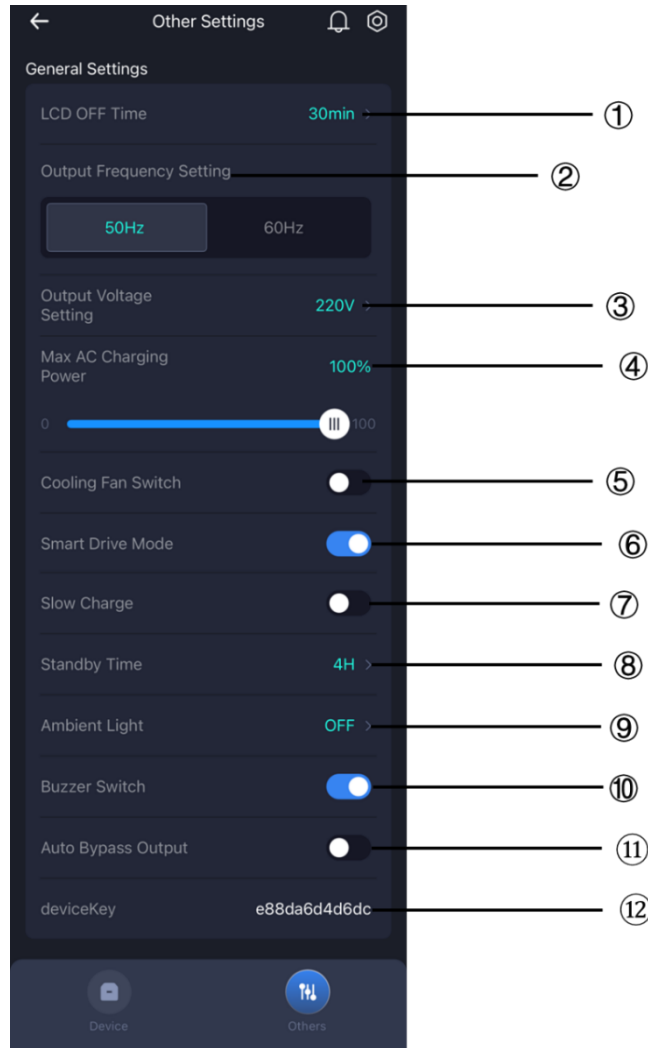 Other Settings
General Settings
LCD OFF Time 30min ①
Output Frequency Setting ②
50Hz 60Hz
Output Voltage
Setting 220V ③
Max AC Charging
Power 100% ④
0 100
Cooling Fan Switch ⑤
Smart Drive Mode ⑥
Slow Charge ⑦
Standby Time 4H ⑧
Ambient Light OFF ⑨
Buzzer Switch ⑩
Auto Bypass Output ⑪
deviceKey e88da6d4d6dc ⑫
Device Others